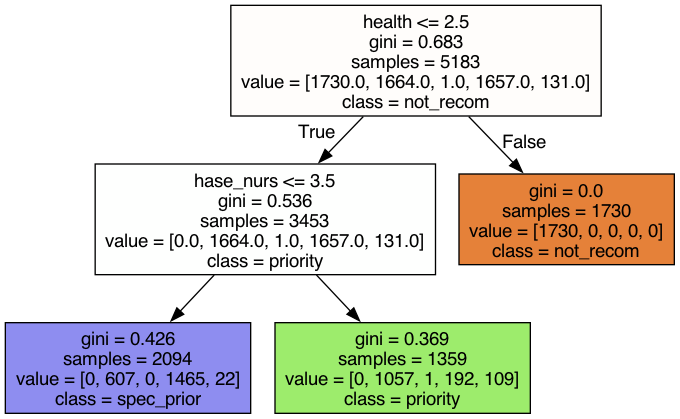 health <= 2.5
gini = 0.683
samples = 5183
value = [1730.0, 1664.0, 1.0, 1657.0, 131.0]
class = not_recom
True
False
hase_nurs <= 3.5
gini = 0.536
samples = 3453
value = [0.0, 1664.0, 1.0, 1657.0, 131.0]
class = priority
gini = 0.0
samples = 1730
value = [1730, 0, 0, 0, 0]
class = not_recom
gini = 0.426
samples = 2094
value = [0, 607, 0, 1465, 22]
class = spec_prior
gini = 0.369
samples = 1359
value = [0, 1057, 1, 192, 109]
class = priority